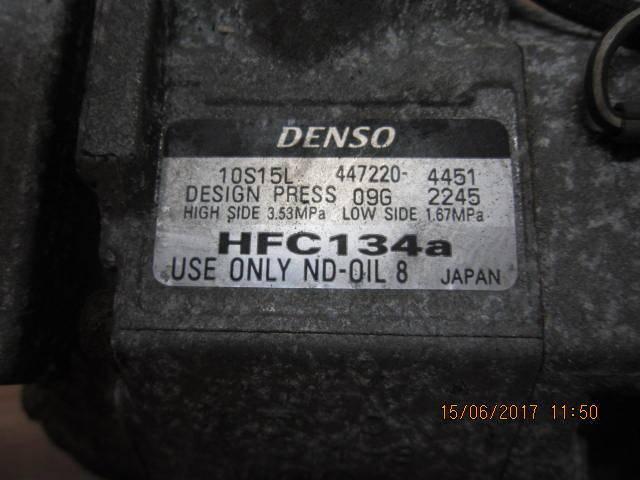 DENSO
10S15L 447220- 4451
DESIGN PRESS 09G 2245
HIGH SIDE 3.53MPa LOW SIDE 1.67MPa
HFC134a
USE ONLY ND-OIL 8 JAPAN
15/06/2017 11:50